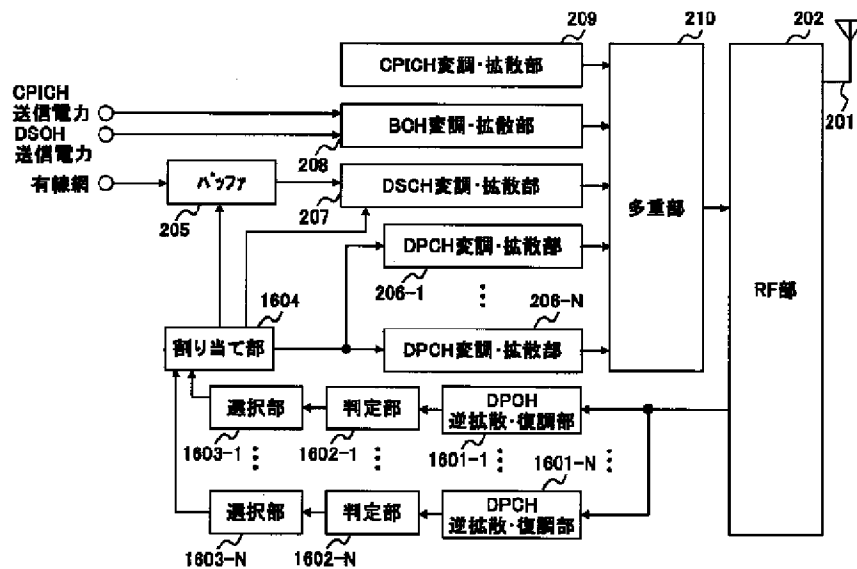 209
210
202
CPICH変調・拡散部
201
CPICH
送信電力
DSOH
送信電力
BOH変調・拡散部
208
有線網
バッファ
205
DSCH変調・拡散部
207
多重部
DPCH変調・拡散部
206-1
RF部
1604
206-N
割り当て部
DPCH変調・拡散部
選択部
判定部
DPOH
逆拡散・復調部
1603-1
1602-1
1601-1
1601-N
選択部
判定部
DPCH
逆拡散・復調部
1603-N
1602-N